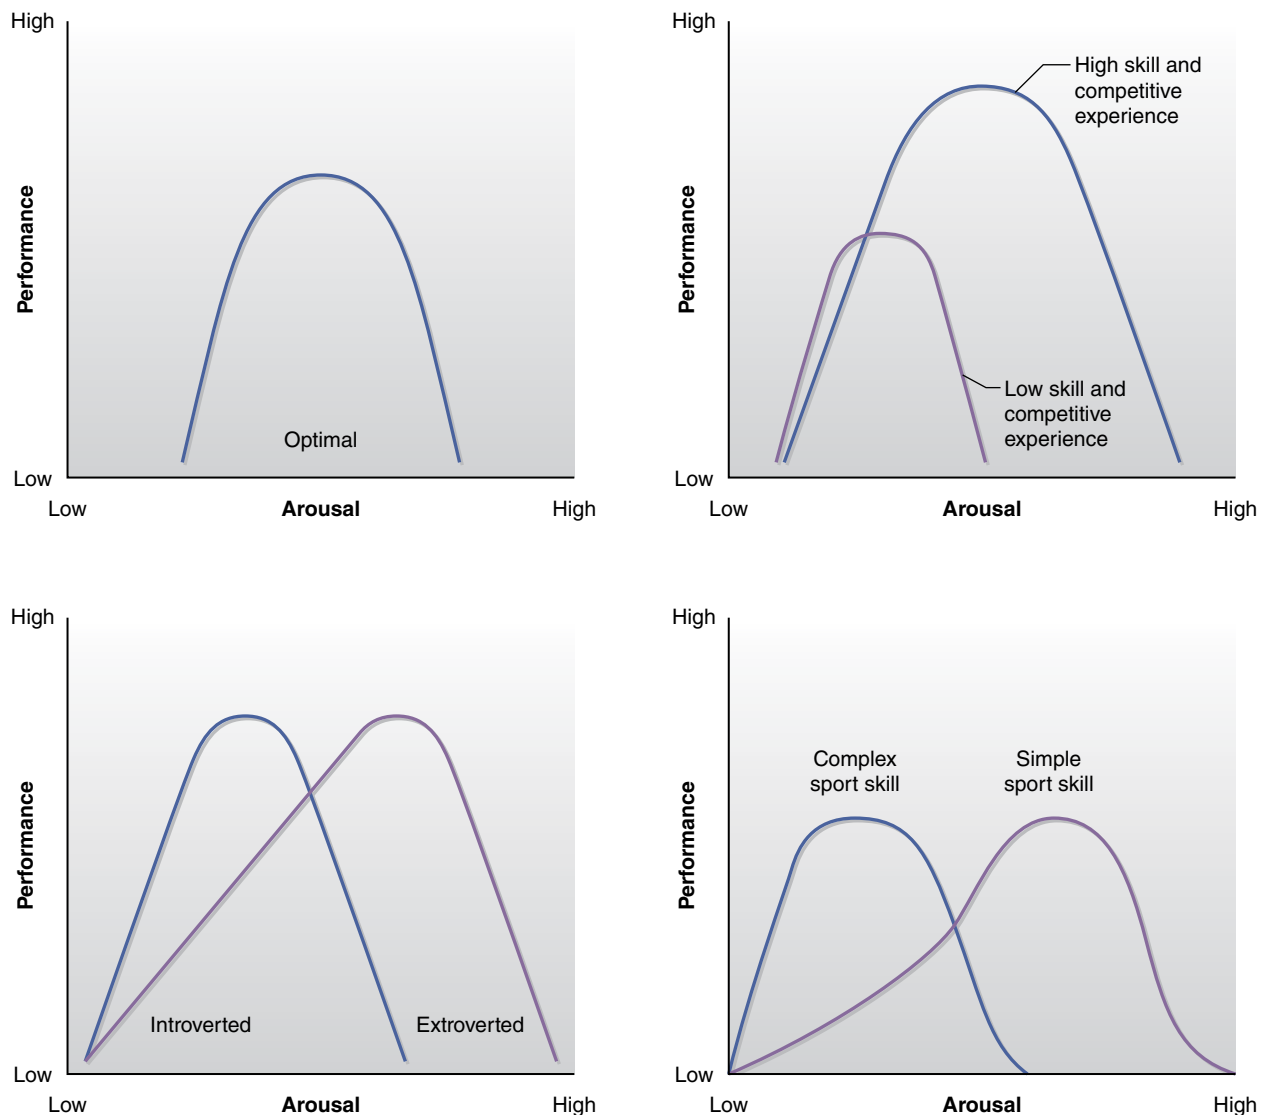 High
Performance
Optimal
Low
Low
Arousal
High
High
High skill and
competitive
experience
Performance
Low skill and
competitive
experience
Low
Low
Arousal
High
High
Performance
Introverted
Extroverted
Low
Low
Arousal
High
High
Complex
sport skill
Simple
sport skill
Performance
Low
Low
Arousal
High